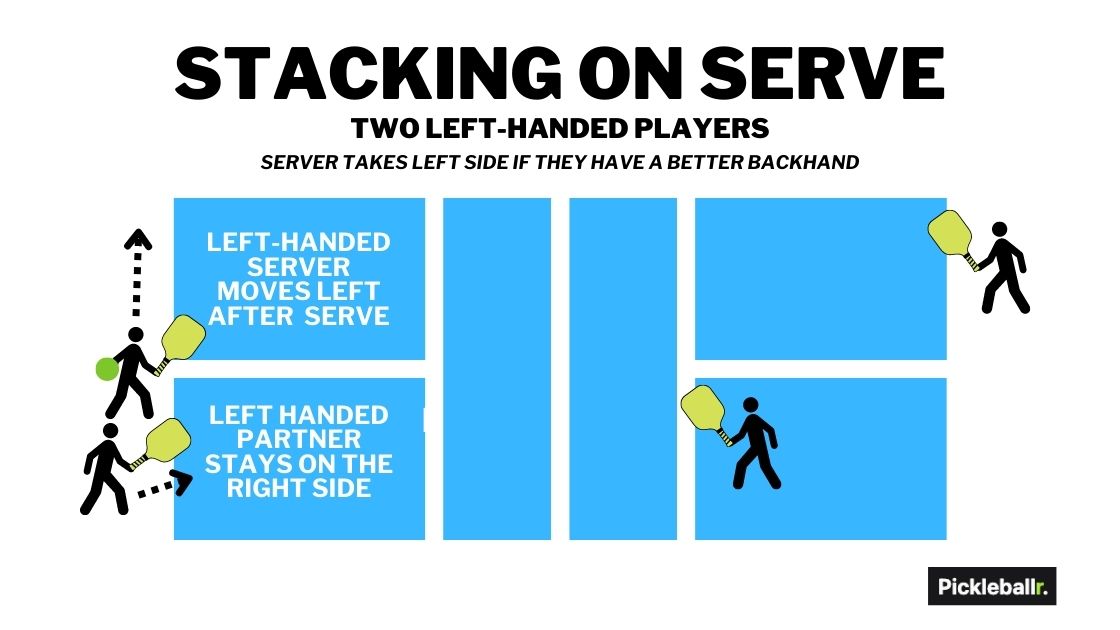 STACKING ON SERVE
TWO LEFT-HANDED PLAYERS
SERVER TAKES LEFT SIDE IF THEY HAVE A BETTER BACKHAND
LEFT-HANDED
SERVER
MOVES LEFT
AFTER SERVE
LEFT HANDED
PARTNER
STAYS ON THE
RIGHT SIDE
Pickleballr.